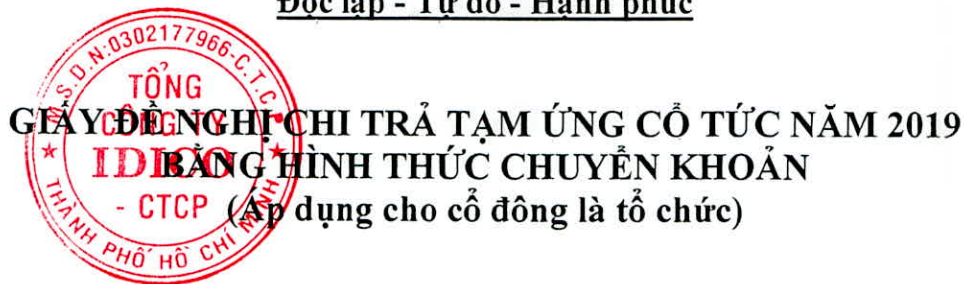 Độc lập - Tự do - Hạnh phúc
M.S.D.N:0302177966-C.T.C.P
TỔNG
CÔNG TY
IDICO
- CTCP
THÀNH PHỐ HỒ CHÍ MINH
GIẤY ĐỀ NGHỊ CHI TRẢ TẠM ỨNG CỔ TỨC NĂM 2019
BẰNG HÌNH THỨC CHUYỂN KHOẢN
(Áp dụng cho cổ đông là tổ chức)